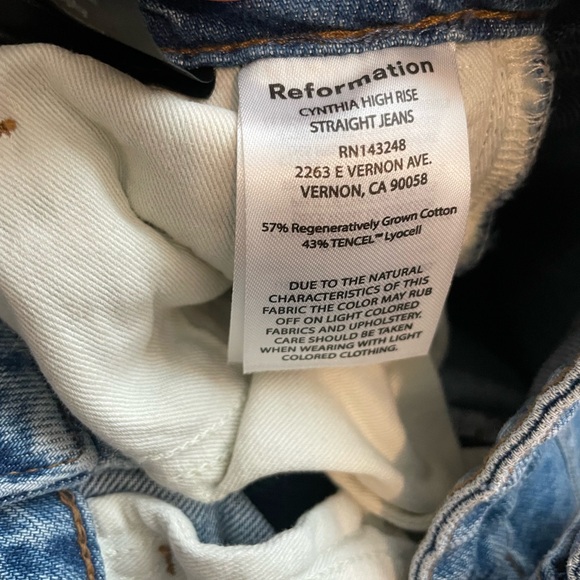 Reformation
CYNTHIA HIGH RISE
STRAIGHT JEANS
RN143248
2263 E VERNON AVE.
VERNON, CA 90058
57% Regeneratively Grown Cotton
43% TENCEL™ Lyocell
DUE TO THE NATURAL
CHARACTERISTICS OF THIS
FABRIC THE COLOR MAY RUB
OFF ON LIGHT COLORED
FABRICS AND UPHOLSTERY.
CARE SHOULD BE TAKEN
WHEN WEARING WITH LIGHT
COLORED CLOTHING.